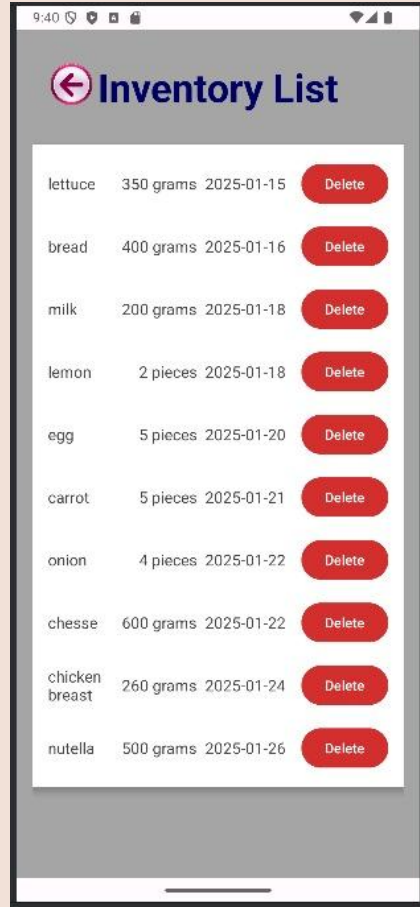 9:40
Inventory List
lettuce 350 grams 2025-01-15 Delete
bread 400 grams 2025-01-16 Delete
milk 200 grams 2025-01-18 Delete
lemon 2 pieces 2025-01-18 Delete
egg 5 pieces 2025-01-20 Delete
carrot 5 pieces 2025-01-21 Delete
onion 4 pieces 2025-01-22 Delete
chesse 600 grams 2025-01-22 Delete
chicken
breast 260 grams 2025-01-24 Delete
nutella 500 grams 2025-01-26 Delete